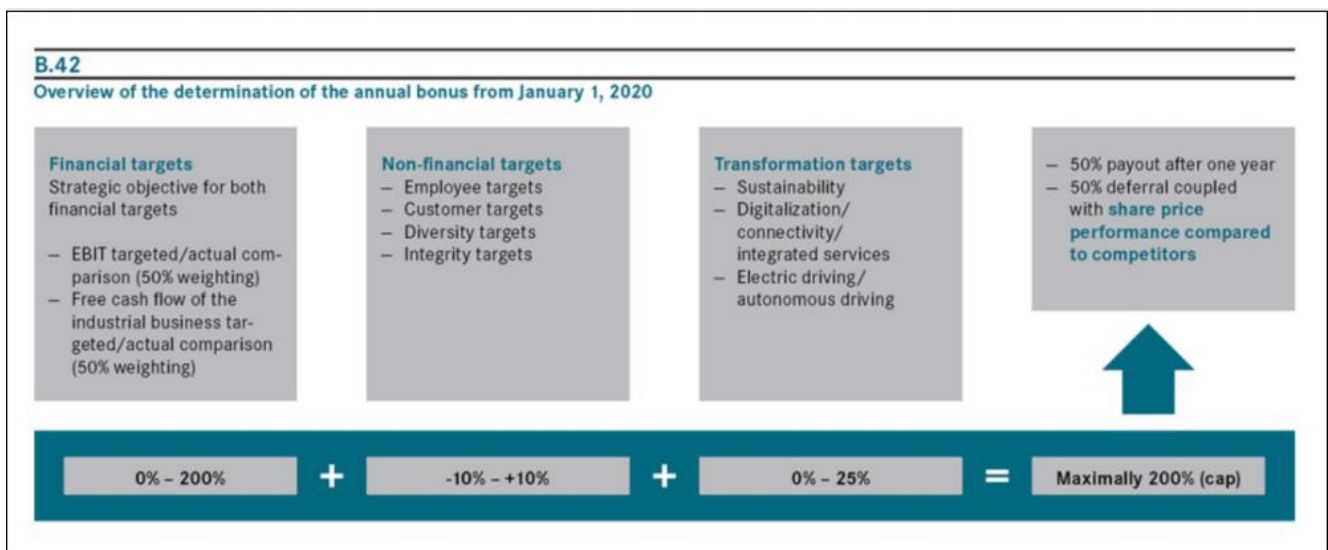 B.42
Overview of the determination of the annual bonus from January 1, 2020
Financial targets
Strategic objective for both
financial targets
– EBIT targeted/actual com-
parison (50% weighting)
– Free cash flow of the
industrial business tar-
geted/actual comparison
(50% weighting)
Non-financial targets
– Employee targets
– Customer targets
– Diversity targets
– Integrity targets
Transformation targets
– Sustainability
– Digitalization/
connectivity/
integrated services
– Electric driving/
autonomous driving
– 50% payout after one year
– 50% deferral coupled
with share price
performance compared
to competitors
0% – 200% + -10% – +10% + 0% – 25% = Maximally 200% (cap)